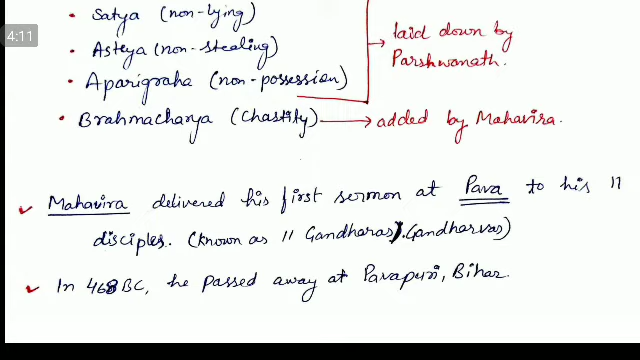 4:11
• Satya (non-lying)
• Asteya (non-stealing)
• Aparigraha (non-possession)
→ laid down by
Parshwanath.
• Brahmacharya (Chastity) → added by Mahavira.
✓ Mahavira delivered his first sermon at Pava to his 11
disciples. (known as 11 Gandharas). Gandharvas)
✓ In 468 BC, he passed away at Pavapuri, Bihar.